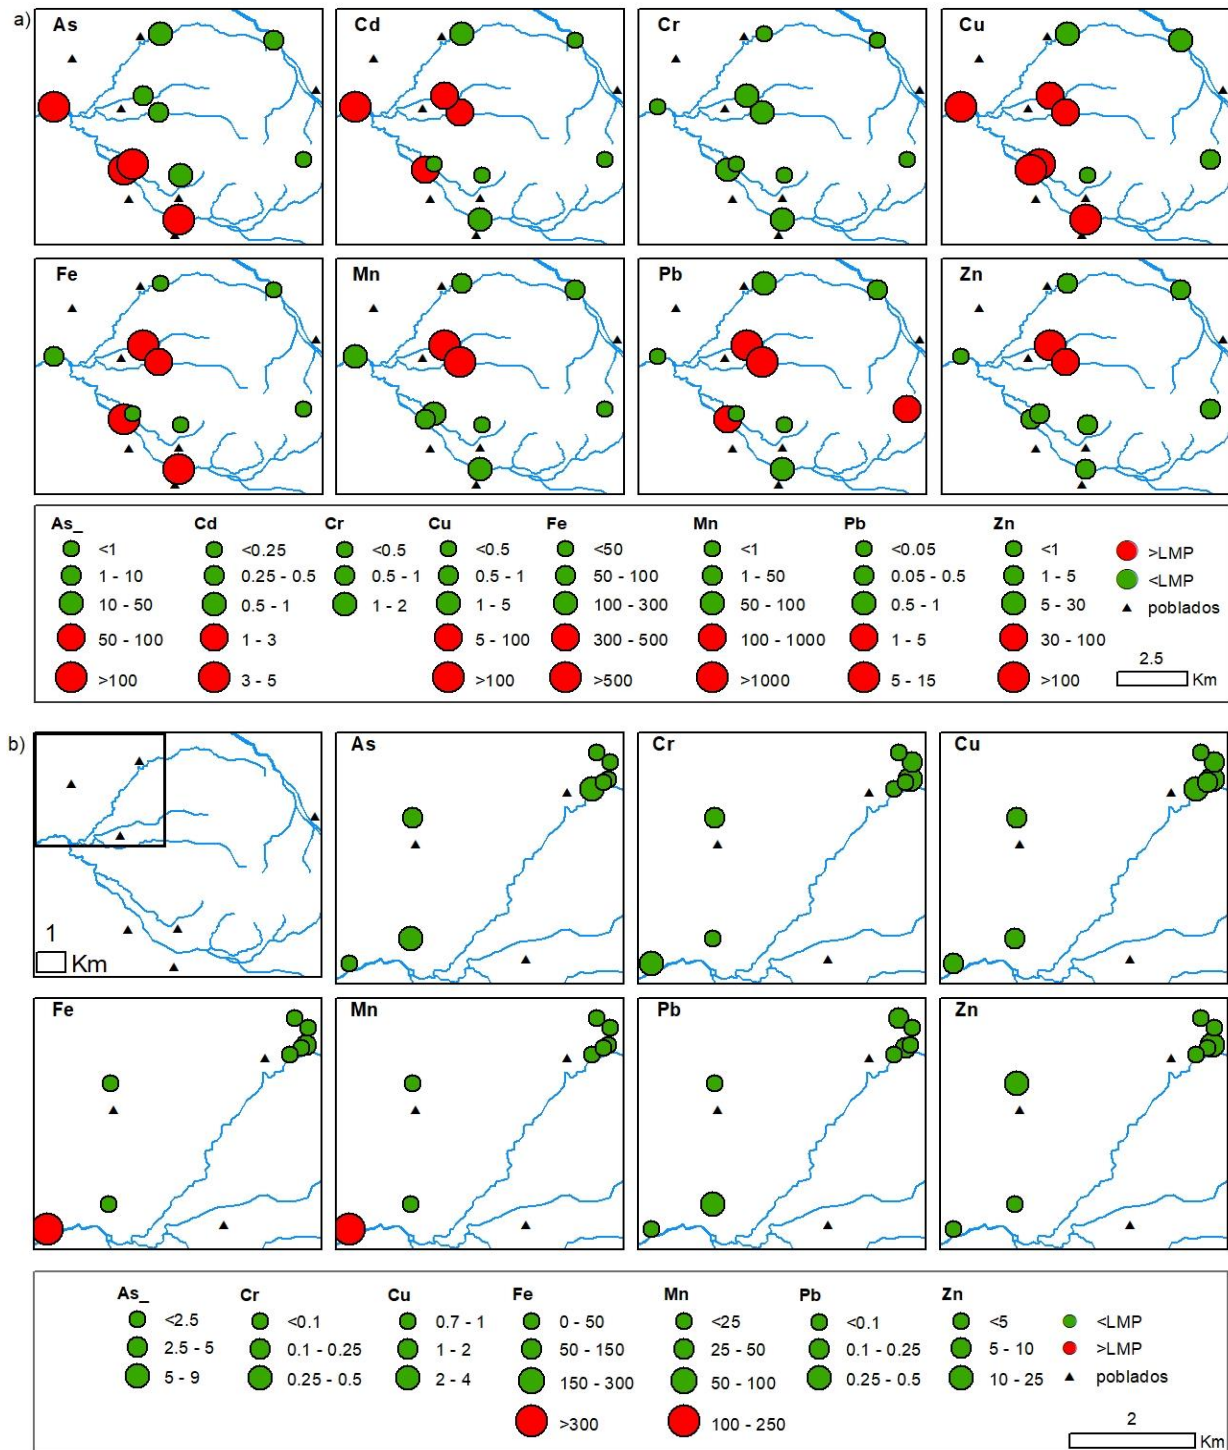 a)
As
Cd
Cr
Cu
Fe
Mn
Pb
Zn
As_ Cd Cr Cu Fe Mn Pb Zn
<1 <0.25 <0.5 <0.5 <50 <1 <0.05 <1 >LMP
1 - 10 0.25 - 0.5 0.5 - 1 0.5 - 1 50 - 100 1 - 50 0.05 - 0.5 1 - 5 <LMP
10 - 50 0.5 - 1 1 - 2 1 - 5 100 - 300 50 - 100 0.5 - 1 5 - 30 poblados
50 - 100 1 - 3 5 - 100 300 - 500 100 - 1000 1 - 5 30 - 100
>100 3 - 5 >100 >500 >1000 5 - 15 >100
2.5
Km
b)
1
Km
As
Cr
Cu
Fe
Mn
Pb
Zn
As_ Cr Cu Fe Mn Pb Zn
<2.5 <0.1 0.7 - 1 0 - 50 <25 <0.1 <5 <LMP
2.5 - 5 0.1 - 0.25 1 - 2 50 - 150 25 - 50 0.1 - 0.25 5 - 10 >LMP
5 - 9 0.25 - 0.5 2 - 4 150 - 300 50 - 100 0.25 - 0.5 10 - 25 poblados
>300 100 - 250
2
Km